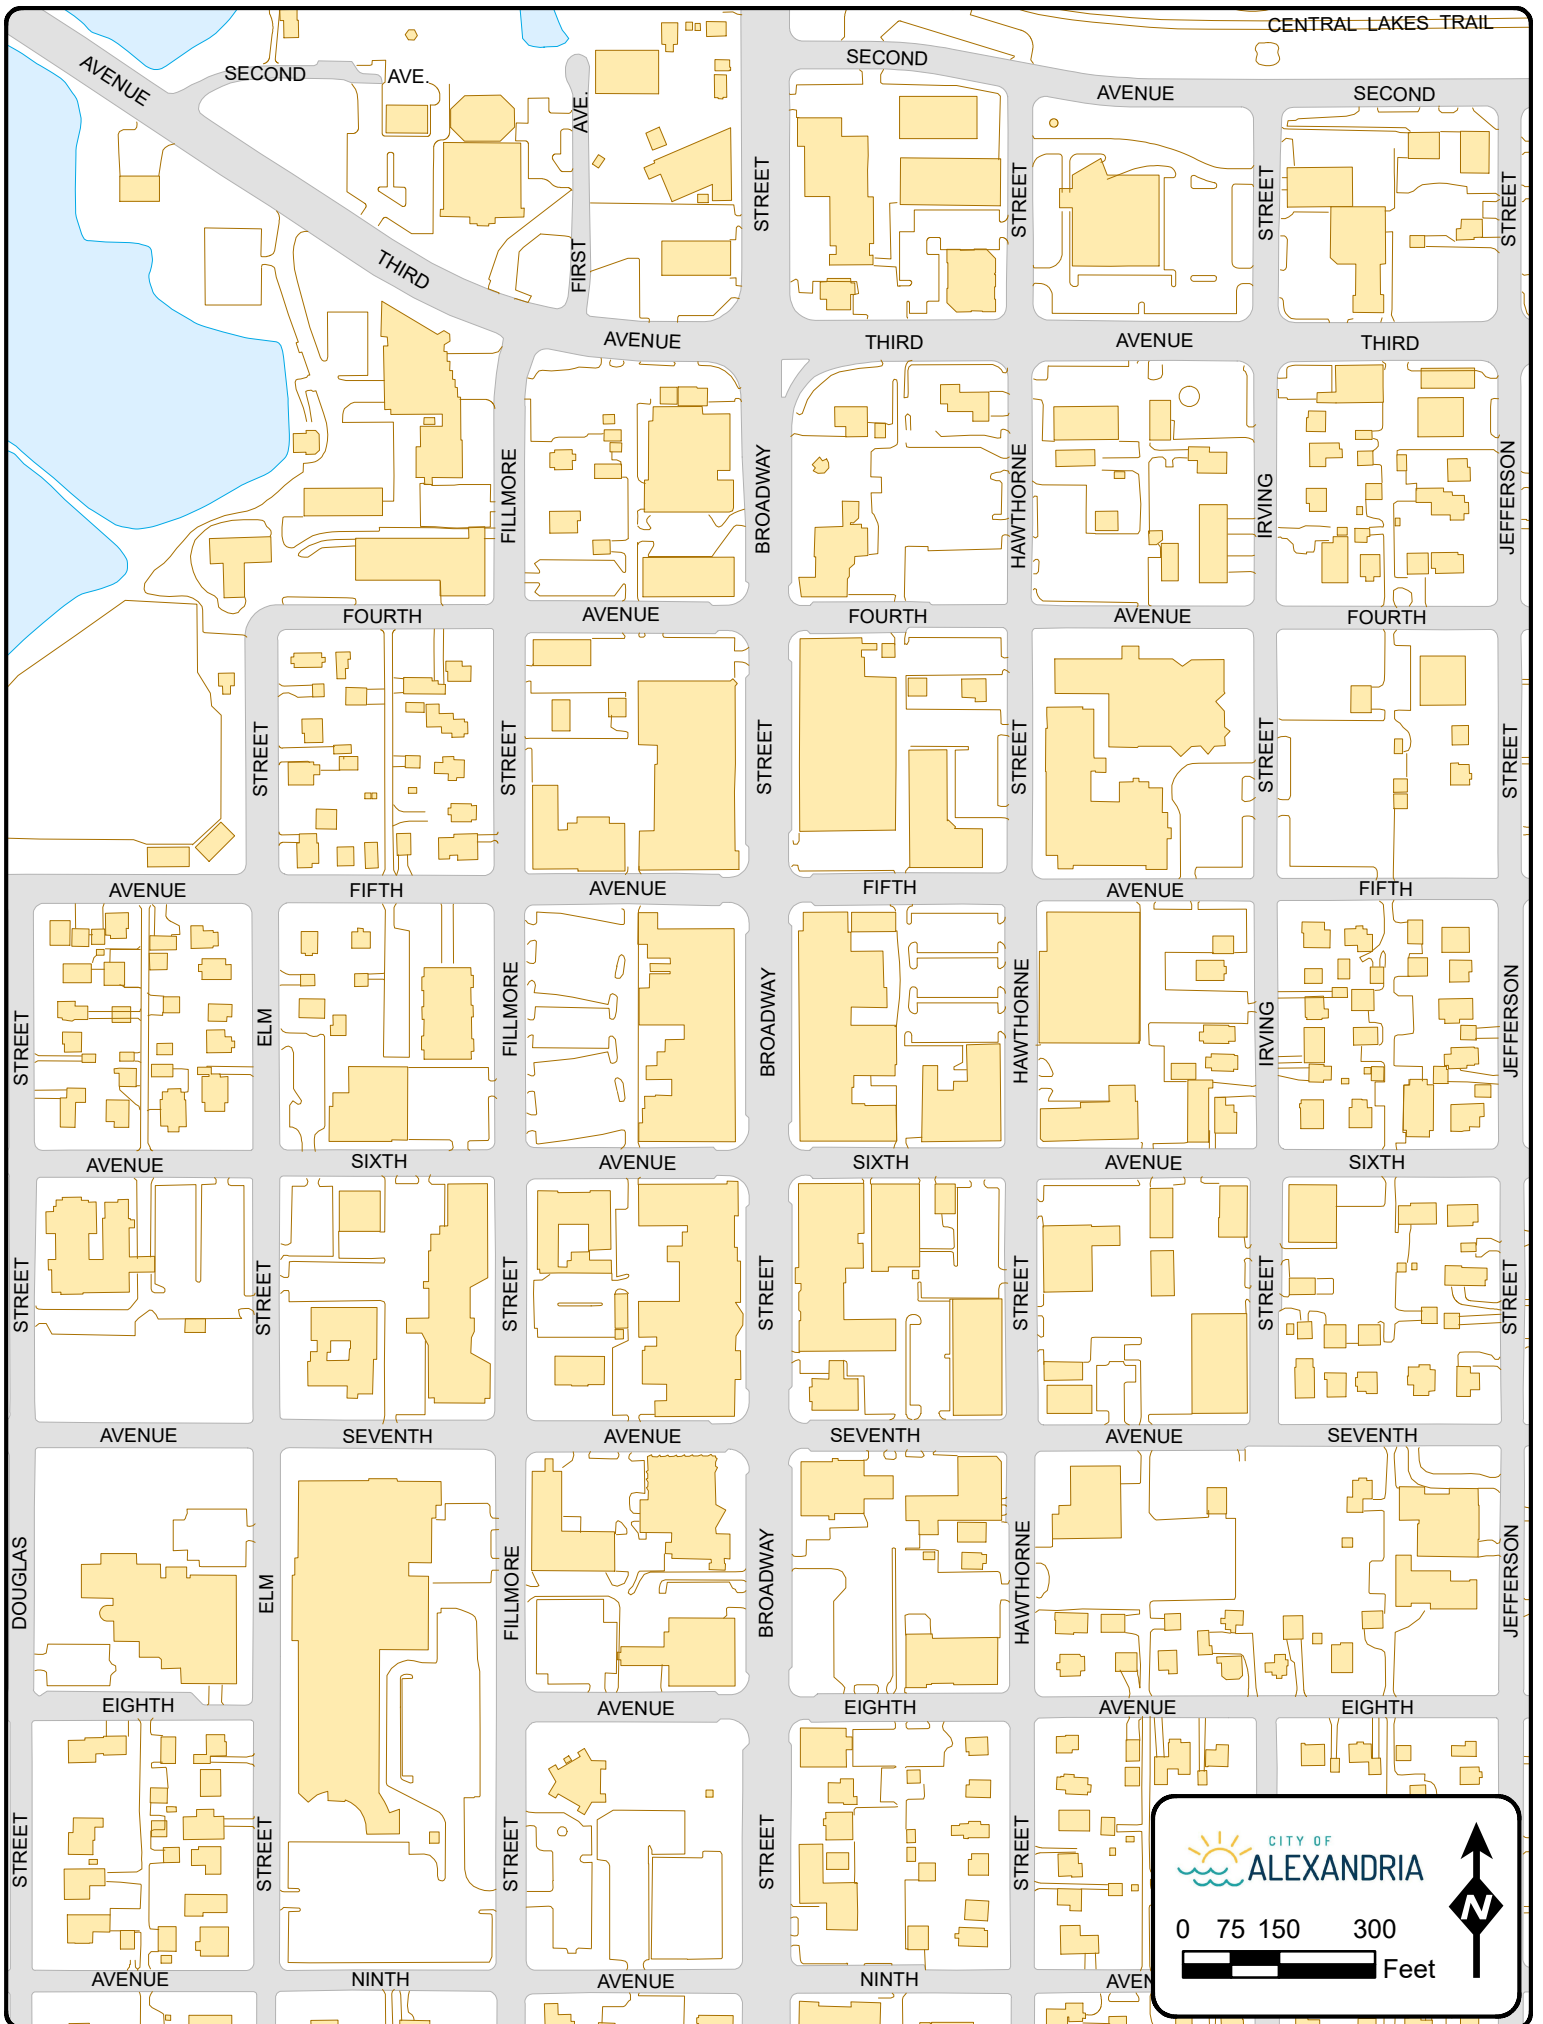 CENTRAL LAKES TRAIL
AVENUE
SECOND
AVE.
SECOND
AVENUE
SECOND
AVE.
FIRST
STREET
STREET
STREET
STREET
THIRD
AVENUE
THIRD
AVENUE
THIRD
FILLMORE
BROADWAY
HAWTHORNE
IRVING
JEFFERSON
FOURTH
AVENUE
FOURTH
AVENUE
FOURTH
STREET
STREET
STREET
STREET
STREET
STREET
AVENUE
FIFTH
AVENUE
FIFTH
AVENUE
FIFTH
STREET
ELM
FILLMORE
BROADWAY
HAWTHORNE
IRVING
JEFFERSON
AVENUE
SIXTH
AVENUE
SIXTH
AVENUE
SIXTH
STREET
STREET
STREET
STREET
STREET
STREET
STREET
AVENUE
SEVENTH
AVENUE
SEVENTH
AVENUE
SEVENTH
DOUGLAS
ELM
FILLMORE
BROADWAY
HAWTHORNE
JEFFERSON
EIGHTH
AVENUE
EIGHTH
AVENUE
EIGHTH
STREET
STREET
STREET
STREET
STREET
CITY OF
ALEXANDRIA
N
0 75 150 300
Feet
AVENUE
NINTH
AVENUE
NINTH
AVEN